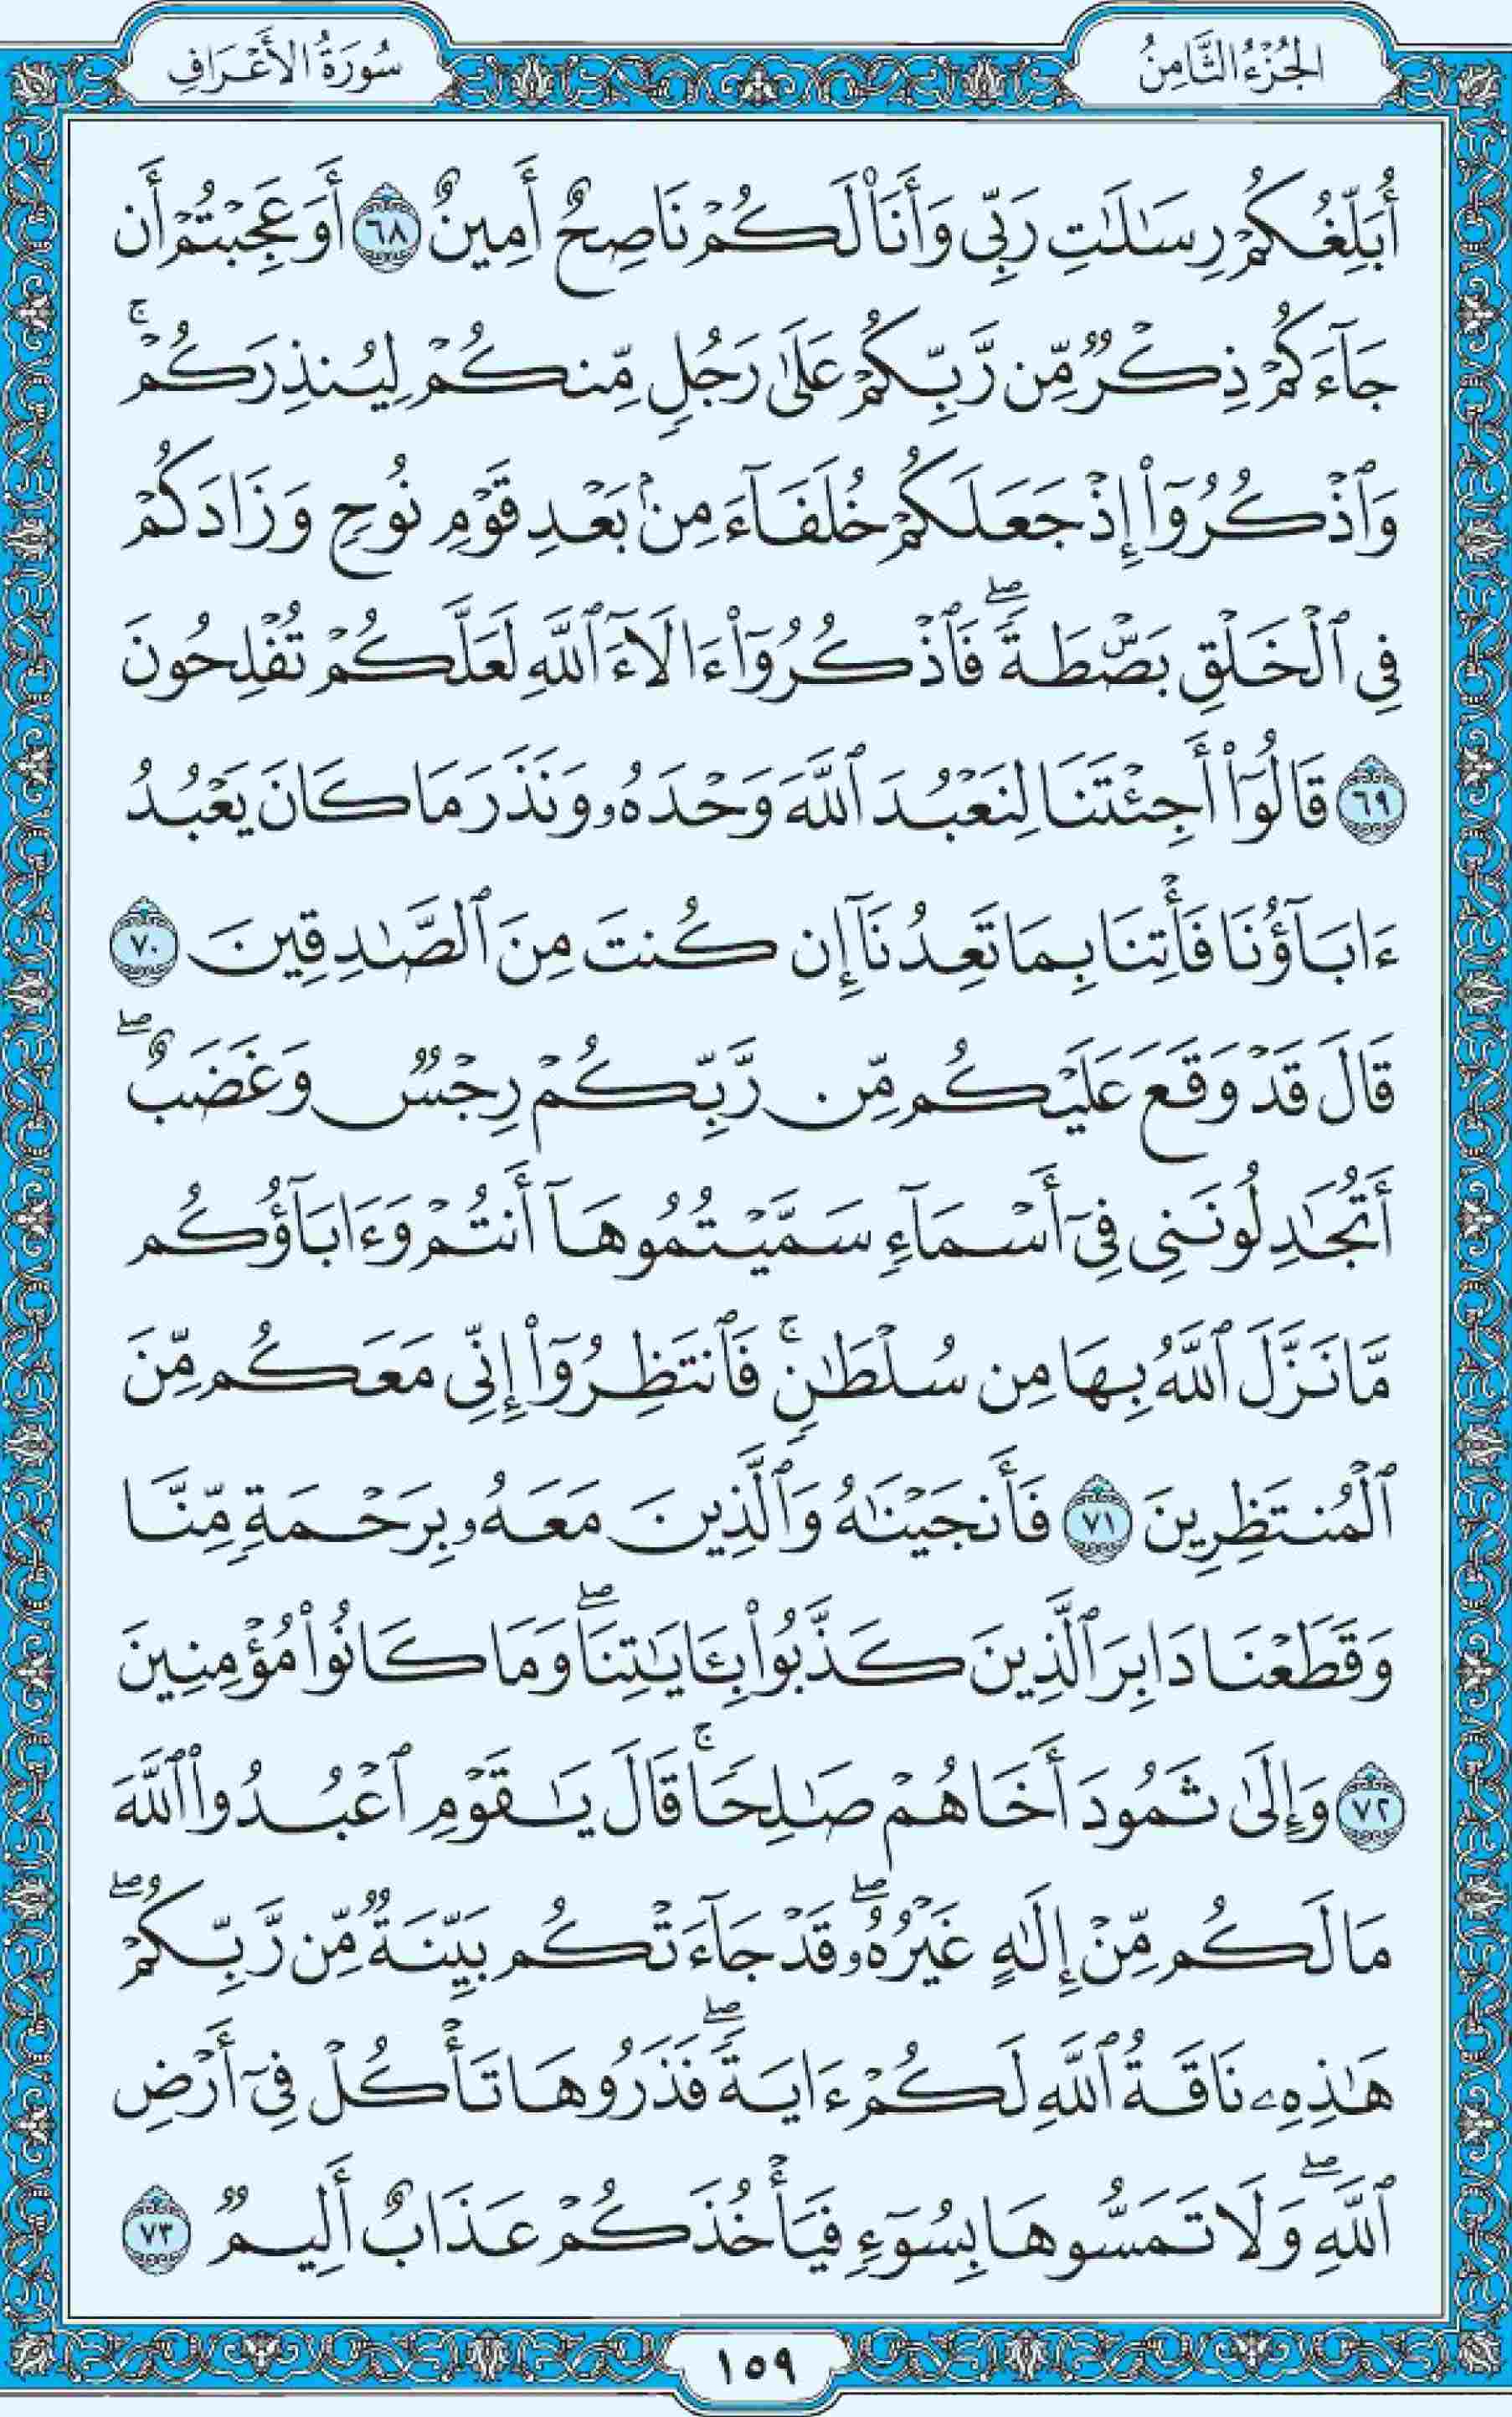 الجُزْءُ الثَّامِنُ
سُورَةُ الأَعْرَافِ
أُبَلِّغُكُمْ رِسَٰلَٰتِ رَبِّى وَأَنَا۠ لَكُمْ نَاصِحٌ أَمِينٌ ٦٨ أَوَعَجِبْتُمْ أَن
جَآءَكُمْ ذِكْرٌ مِّن رَّبِّكُمْ عَلَىٰ رَجُلٍ مِّنكُمْ لِيُنذِرَكُمْ ۚ
وَٱذْكُرُوٓا۟ إِذْ جَعَلَكُمْ خُلَفَآءَ مِنۢ بَعْدِ قَوْمِ نُوحٍ وَزَادَكُمْ
فِى ٱلْخَلْقِ بَصْۜطَةً ۖ فَٱذْكُرُوٓا۟ ءَالَآءَ ٱللَّهِ لَعَلَّكُمْ تُفْلِحُونَ
٦٩ قَالُوٓا۟ أَجِئْتَنَا لِنَعْبُدَ ٱللَّهَ وَحْدَهُۥ وَنَذَرَ مَا كَانَ يَعْبُدُ
ءَابَآؤُنَا فَأْتِنَا بِمَا تَعِدُنَآ إِن كُنتَ مِنَ ٱلصَّٰدِقِينَ ٧٠
قَالَ قَدْ وَقَعَ عَلَيْكُم مِّن رَّبِّكُمْ رِجْسٌ وَغَضَبٌ ۖ
أَتُجَٰدِلُونَنِى فِىٓ أَسْمَآءٍ سَمَّيْتُمُوهَآ أَنتُمْ وَءَابَآؤُكُم
مَّا نَزَّلَ ٱللَّهُ بِهَا مِن سُلْطَٰنٍ ۚ فَٱنتَظِرُوٓا۟ إِنِّى مَعَكُم مِّنَ
ٱلْمُنتَظِرِينَ ٧١ فَأَنجَيْنَٰهُ وَٱلَّذِينَ مَعَهُۥ بِرَحْمَةٍ مِّنَّا
وَقَطَعْنَا دَابِرَ ٱلَّذِينَ كَذَّبُوا۟ بِـَٔايَٰتِنَا ۖ وَمَا كَانُوا۟ مُؤْمِنِينَ
٧٢ وَإِلَىٰ ثَمُودَ أَخَاهُمْ صَٰلِحًا ۚ قَالَ يَٰقَوْمِ ٱعْبُدُوا۟ ٱللَّهَ
مَا لَكُم مِّنْ إِلَٰهٍ غَيْرُهُۥ ۖ قَدْ جَآءَتْكُم بَيِّنَةٌ مِّن رَّبِّكُمْ ۖ
هَٰذِهِۦ نَاقَةُ ٱللَّهِ لَكُمْ ءَايَةً ۖ فَذَرُوهَا تَأْكُلْ فِىٓ أَرْضِ
ٱللَّهِ ۖ وَلَا تَمَسُّوهَا بِسُوٓءٍ فَيَأْخُذَكُمْ عَذَابٌ أَلِيمٌ ٧٣
١٥٩